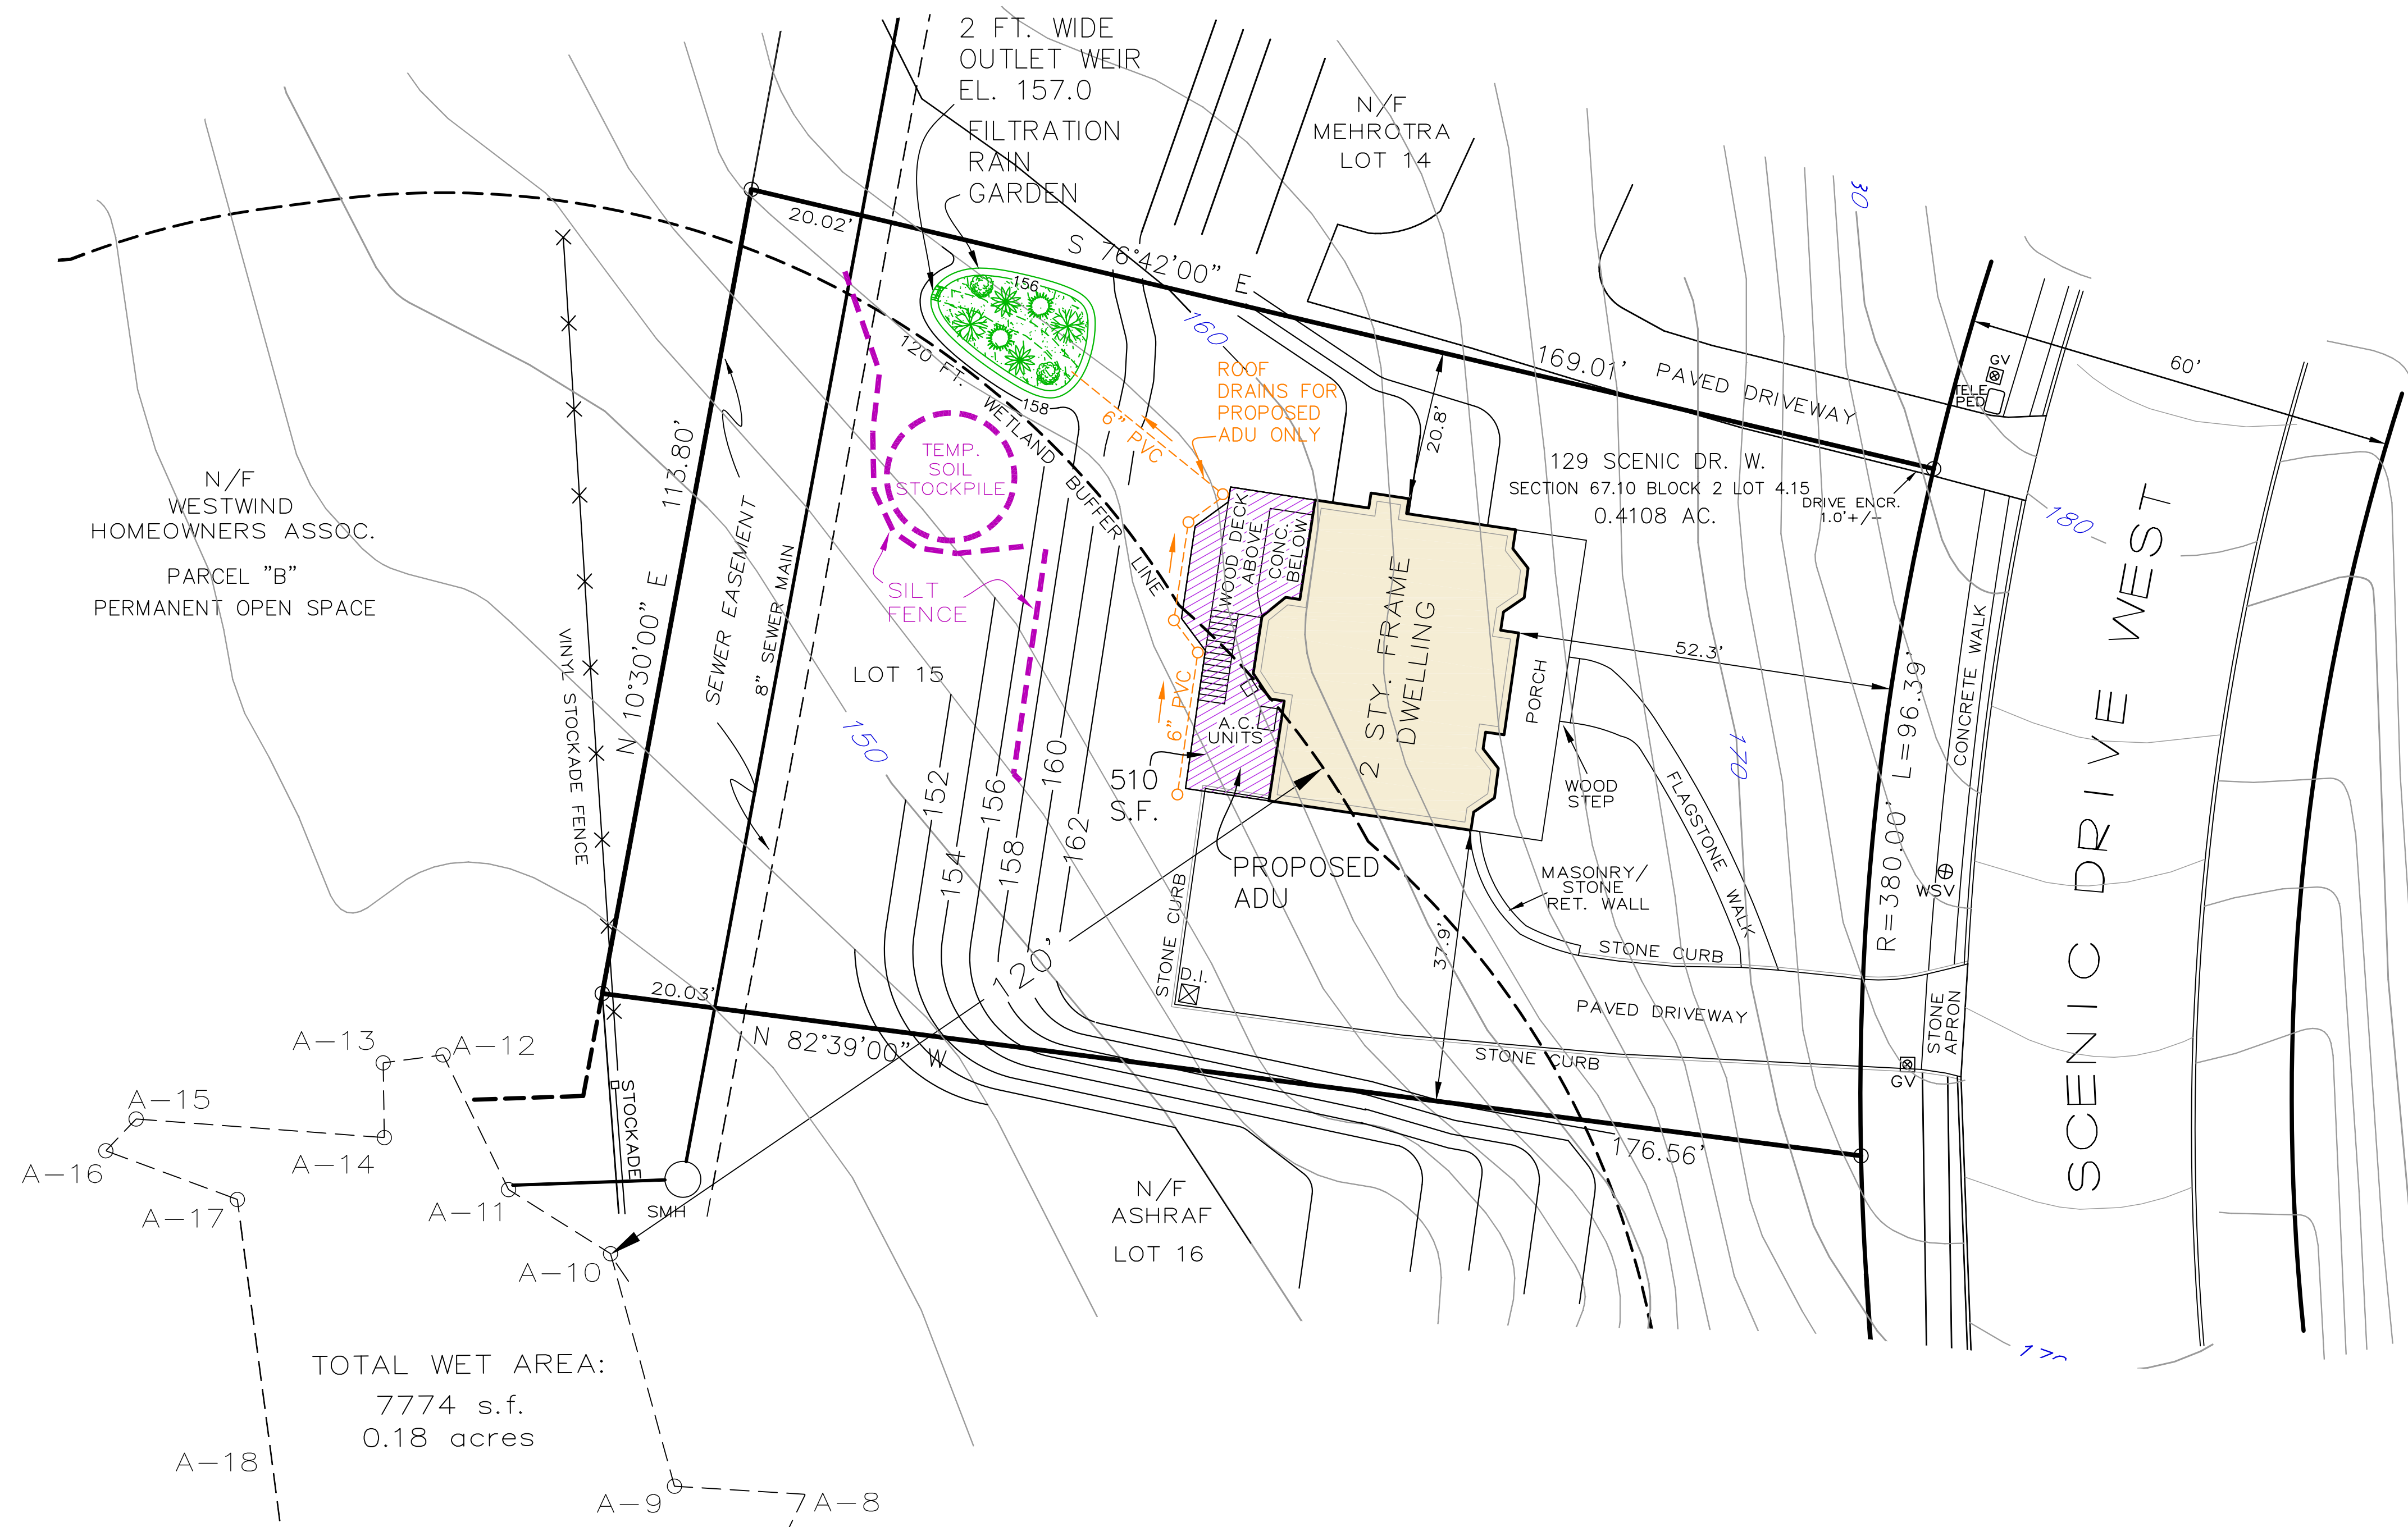 2 FT. WIDE
OUTLET WEIR
EL. 157.0
FILTRATION
RAIN
GARDEN
N/F
MEHROTRA
LOT 14
30
20.02'
S 76°42'00" E
156
160
169.01'
PAVED DRIVEWAY
GV
TELE
PED
60'
120 FT. WETLAND BUFFER LINE
158
ROOF
DRAINS FOR
PROPOSED
ADU ONLY
6" PVC
20.8'
129 SCENIC DR. W.
SECTION 67.10 BLOCK 2 LOT 4.15
0.4108 AC.
DRIVE ENCR.
1.0'+/-
180
N/F
WESTWIND
HOMEOWNERS ASSOC.
PARCEL "B"
PERMANENT OPEN SPACE
VINYL STOCKADE FENCE
N 10°30'00" E 113.80'
SEWER EASEMENT
8" SEWER MAIN
TEMP.
SOIL
STOCKPILE
SILT
FENCE
LOT 15
150
WOOD DECK
ABOVE
CONC.
BELOW
2 STY. FRAME
DWELLING
PORCH
52.3'
6" PVC
A.C.
UNITS
510
S.F.
PROPOSED
ADU
152
154
156
158
160
162
WOOD
STEP
FLAGSTONE WALK
170
R=380.00' L=96.39'
CONCRETE WALK
WSV
SCENIC DRIVE WEST
MASONRY/
STONE
RET. WALL
STONE CURB
STONE CURB
37.9'
120'
D.I.
PAVED DRIVEWAY
STONE
APRON
STONE CURB
GV
20.03'
N 82°39'00" W
176.56'
A-13
A-12
A-15
A-14
A-16
A-17
A-11
STOCKADE
SMH
A-10
N/F
ASHRAF
LOT 16
TOTAL WET AREA:
7774 s.f.
0.18 acres
A-18
A-9
A-8